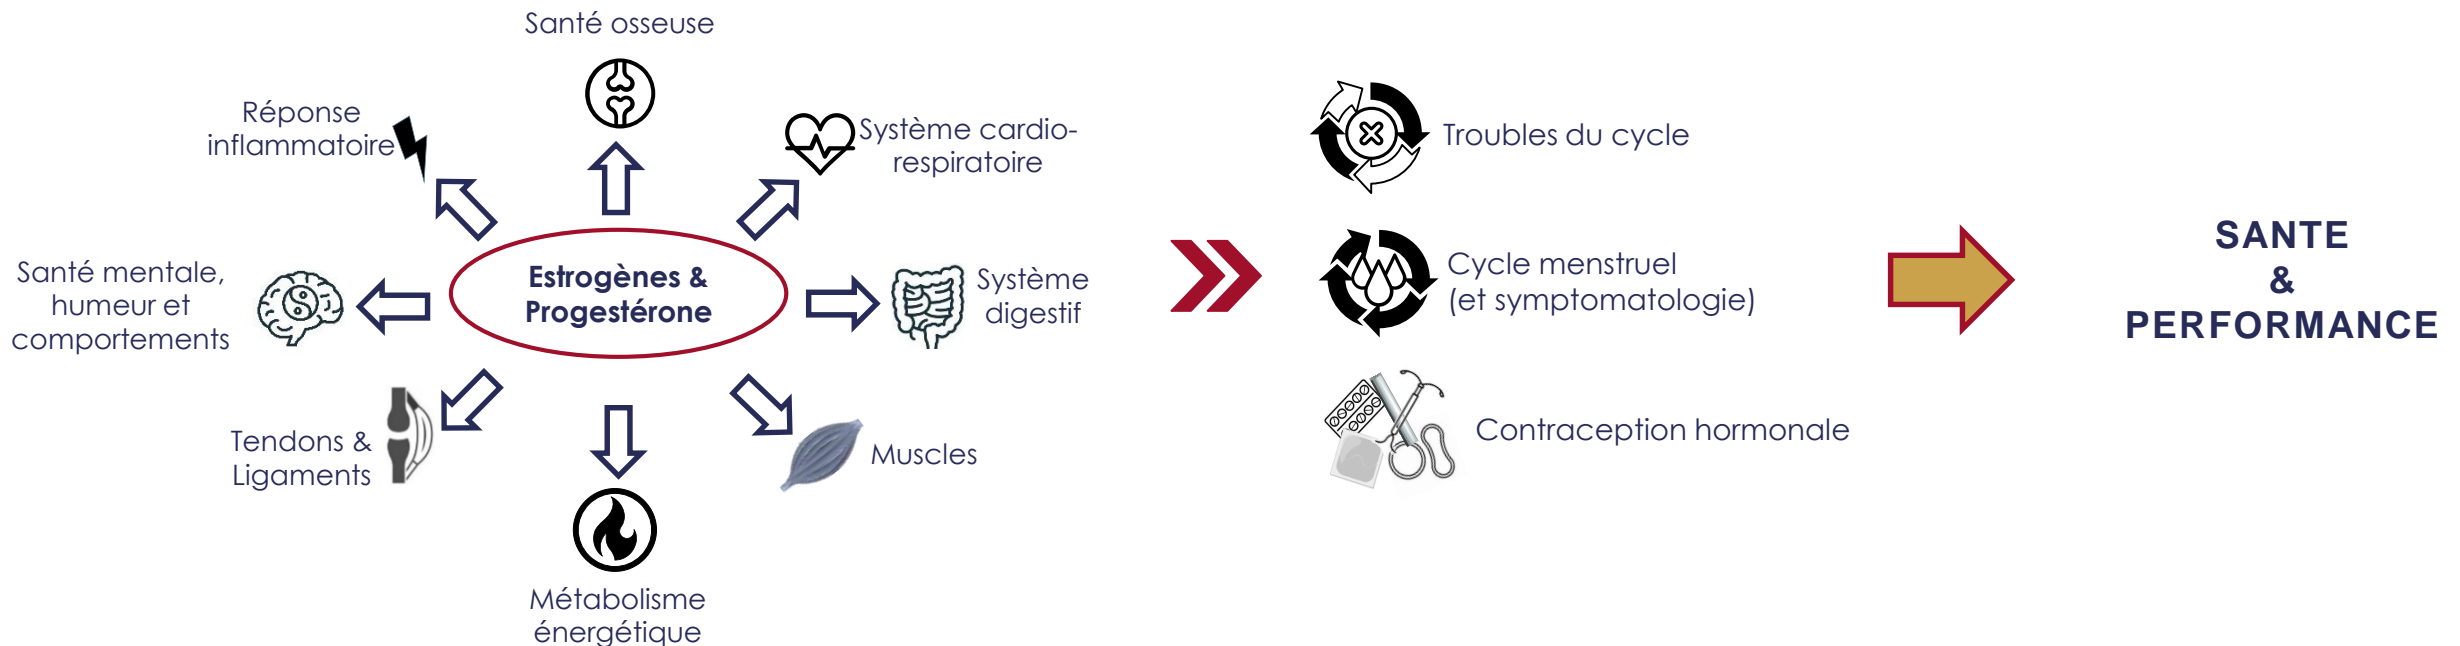 Santé osseuse
Réponse
inflammatoire
Système cardio-
respiratoire
Santé mentale,
humeur et
comportements
Estrogènes &
Progestérone
Système
digestif
Tendons &
Ligaments
Muscles
Métabolisme
énergétique
Troubles du cycle
Cycle menstruel
(et symptomatologie)
Contraception hormonale
SANTE
&
PERFORMANCE